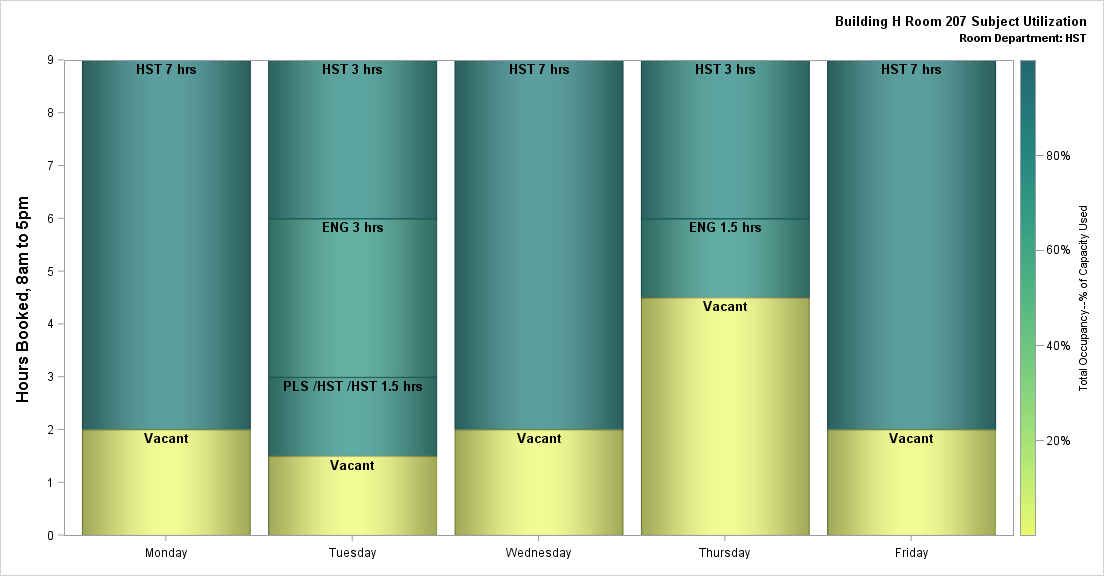 Building H Room 207 Subject Utilization
Room Department: HST
Hours Booked, 8am to 5pm
9
8
7
6
5
4
3
2
1
0
HST 7 hrs
Vacant
HST 3 hrs
ENG 3 hrs
PLS /HST /HST 1.5 hrs
Vacant
HST 7 hrs
Vacant
HST 3 hrs
ENG 1.5 hrs
Vacant
HST 7 hrs
Vacant
Monday
Tuesday
Wednesday
Thursday
Friday
80%
60%
40%
20%
Total Occupancy--% of Capacity Used